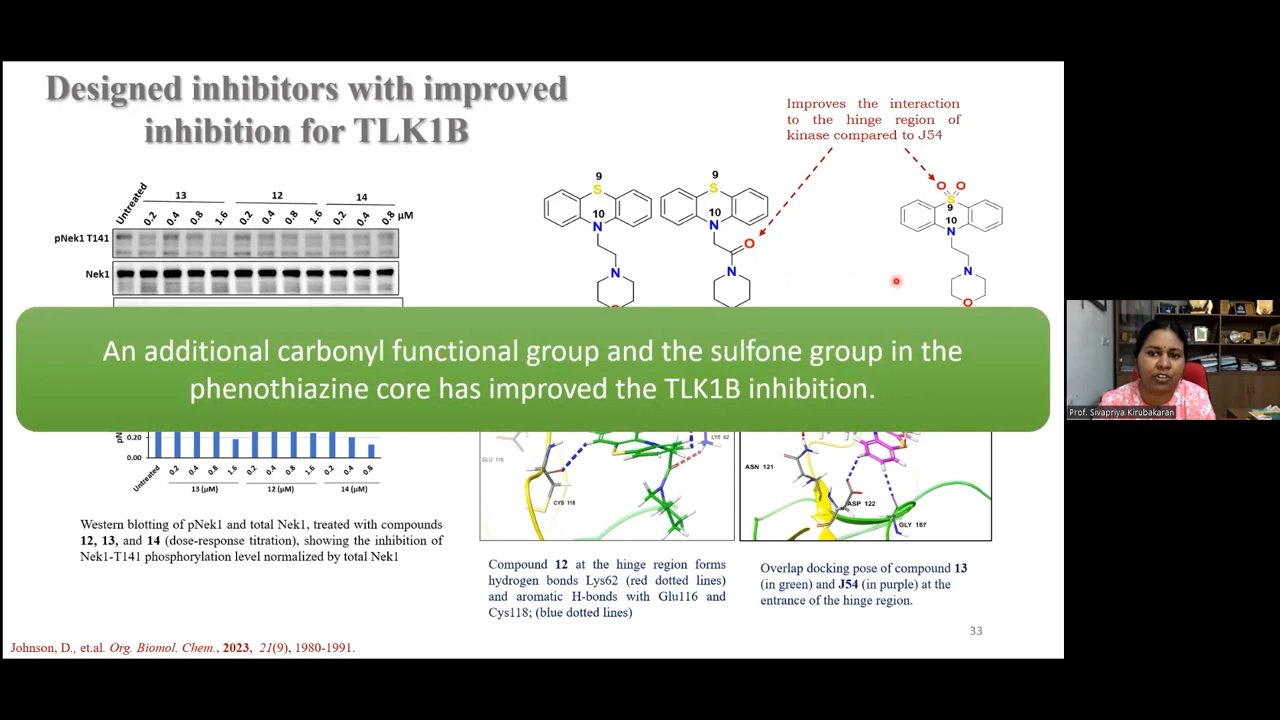 Designed inhibitors with improved
inhibition for TLK1B
Improves the interaction
to the hinge region of
kinase compared to J54
Untreated
13
12
14
0.2 0.4 0.8 1.6 0.2 0.4 0.8 1.6 0.2 0.4 0.8 μM
pNek1 T141
Nek1
9
S
10
N
N
9
S
10
N
O
N
O O
S
9
10
N
N
O
An additional carbonyl functional group and the sulfone group in the
phenothiazine core has improved the TLK1B inhibition.
Prof. Sivapriya Kirubakaran
0.20
0.00
Untreated 0.2 0.4 0.8 1.6 0.2 0.4 0.8 1.6 0.2 0.4 0.8
13 (μM) 12 (μM) 14 (μM)
GLU 116
LYS 62
CYS 118
ASN 121
ASP 122
GLY 167
Western blotting of pNek1 and total Nek1, treated with compounds
12, 13, and 14 (dose-response titration), showing the inhibition of
Nek1-T141 phosphorylation level normalized by total Nek1
Compound 12 at the hinge region forms
hydrogen bonds Lys62 (red dotted lines)
and aromatic H-bonds with Glu116 and
Cys118; (blue dotted lines)
Overlap docking pose of compound 13
(in green) and J54 (in purple) at the
entrance of the hinge region.
33
Johnson, D., et.al. Org. Biomol. Chem., 2023, 21(9), 1980-1991.